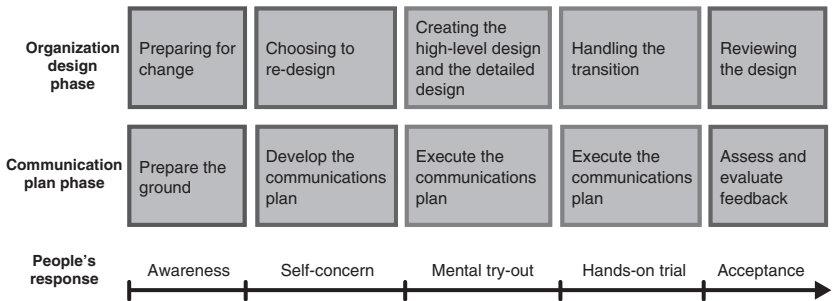 Organization
design
phase
Preparing for
change
Choosing to
re-design
Creating the
high-level design
and the detailed
design
Handling the
transition
Reviewing
the design
Communication
plan phase
Prepare the
ground
Develop the
communications
plan
Execute the
communications
plan
Execute the
communications
plan
Assess and
evaluate
feedback
People's
response
Awareness
Self-concern
Mental try-out
Hands-on trial
Acceptance